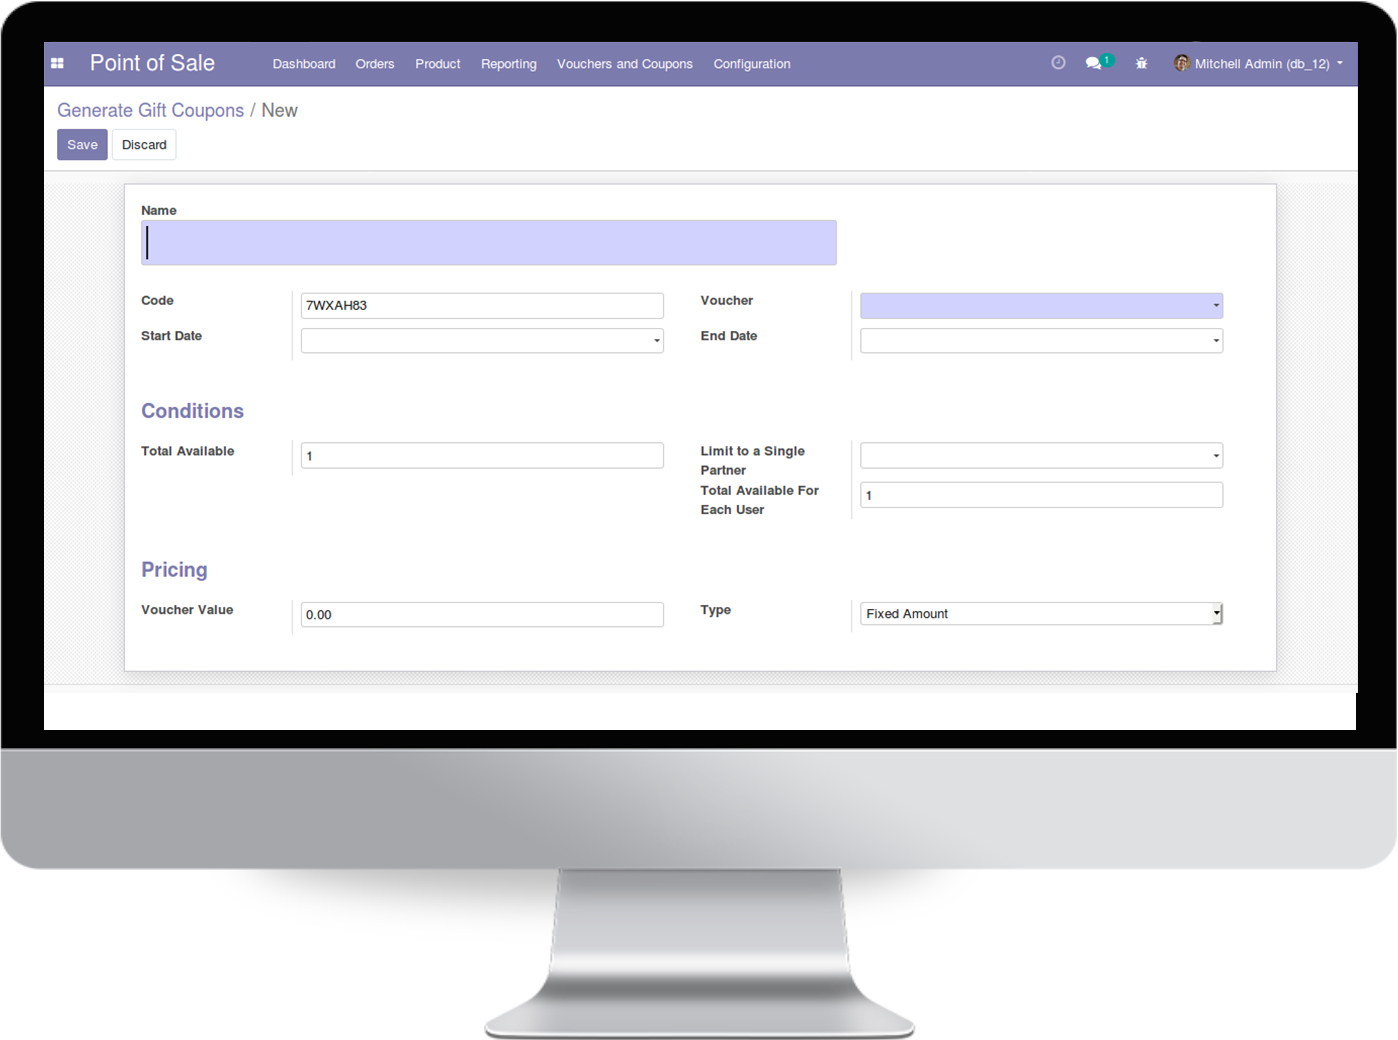 Point of Sale Dashboard Orders Product Reporting Vouchers and Coupons Configuration 1 Mitchell Admin (db_12)
Generate Gift Coupons / New
Save Discard
Name
Code 7WXAH83 Voucher
Start Date End Date
Conditions
Total Available 1 Limit to a Single
Partner
Total Available For 1
Each User
Pricing
Voucher Value 0.00 Type Fixed Amount